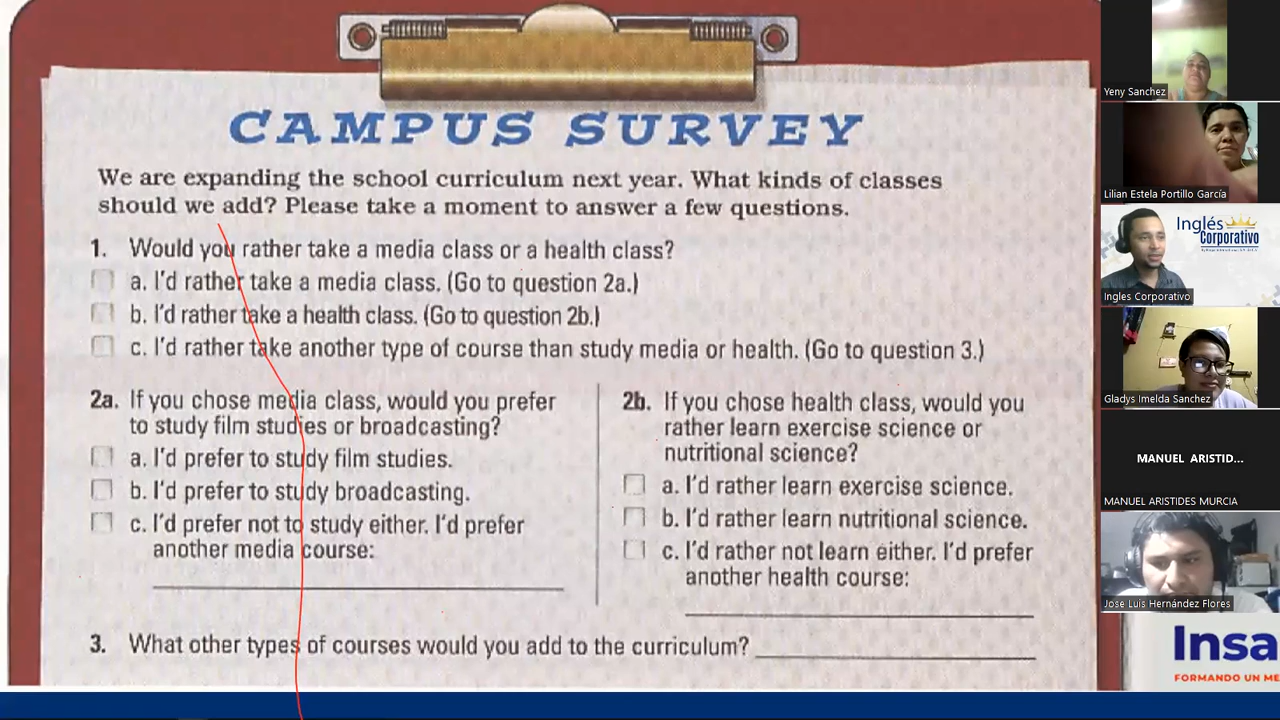 CAMPUS SURVEY
We are expanding the school curriculum next year. What kinds of classes
should we add? Please take a moment to answer a few questions.
1. Would you rather take a media class or a health class?
a. I'd rather take a media class. (Go to question 2a.)
b. I'd rather take a health class. (Go to question 2b.)
c. I'd rather take another type of course than study media or health. (Go to question 3.)
2a. If you chose media class, would you prefer
to study film studies or broadcasting?
a. I'd prefer to study film studies.
b. I'd prefer to study broadcasting.
c. I'd prefer not to study either. I'd prefer
another media course:
2b. If you chose health class, would you
rather learn exercise science or
nutritional science?
a. I'd rather learn exercise science.
b. I'd rather learn nutritional science.
c. I'd rather not learn either. I'd prefer
another health course:
3. What other types of courses would you add to the curriculum?
Yeny Sanchez
Lilian Estela Portillo García
Inglés
Corporativo
Ingles Corporativo
Gladys Imelda Sanchez
MANUEL ARISTID...
MANUEL ARISTIDES MURCIA
Jose Luis Hernández Flores
Insa
FORMANDO UN ME